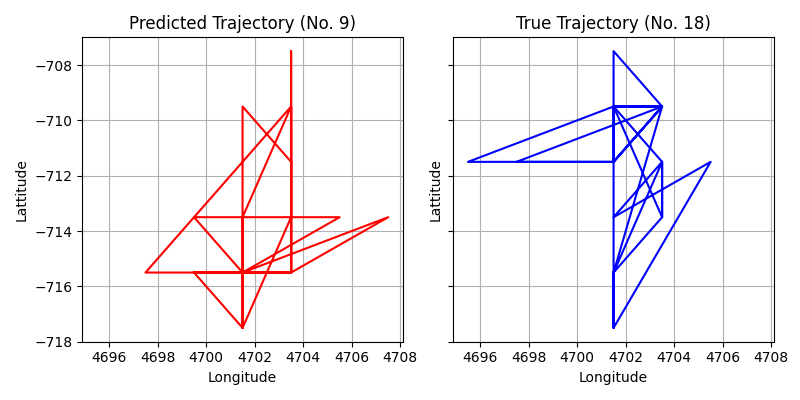 Predicted Trajectory (No. 9)
True Trajectory (No. 18)
−708
−710
−712
−714
−716
−718
Lattitude
Lattitude
4696 4698 4700 4702 4704 4706 4708
4696 4698 4700 4702 4704 4706 4708
Longitude
Longitude